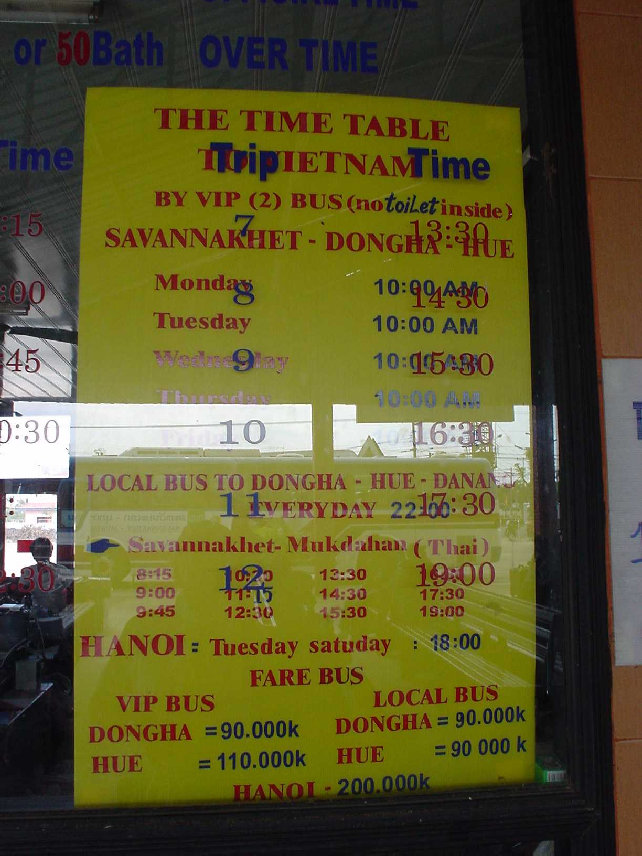 OFFICIAL TIME
or 50Bath OVER TIME
Time Trip Time
:15 7 13:30
:00 8 14:30
:45 9 15:30
0:30 10 16:30
11 17:30
:30 12 19:00
THE TIME TABLE
TO VIETNAM
BY VIP (2) BUS (no toiLet inside)
SAVANNAKHET - DONGHA - HUE
Monday 10:00 AM
Tuesday 10:00 AM
Wednesday 10:00 AM
Thursday 10:00 AM
LOCAL BUS TO DONGHA - HUE - DANANG
EVERYDAY 22:00
Savannakhet- Mukdahan ( Thai)
8:15 10:30 13:30
9:00 14:30 17:30
9:45 12:30 15:30 19:00
HANOI : Tuesday satuday : 18:00
FARE BUS
VIP BUS LOCAL BUS
DONGHA =90.000k DONGHA = 90.000k
HUE = 110.000k HUE = 90 000 k
HANOI - 200.000k